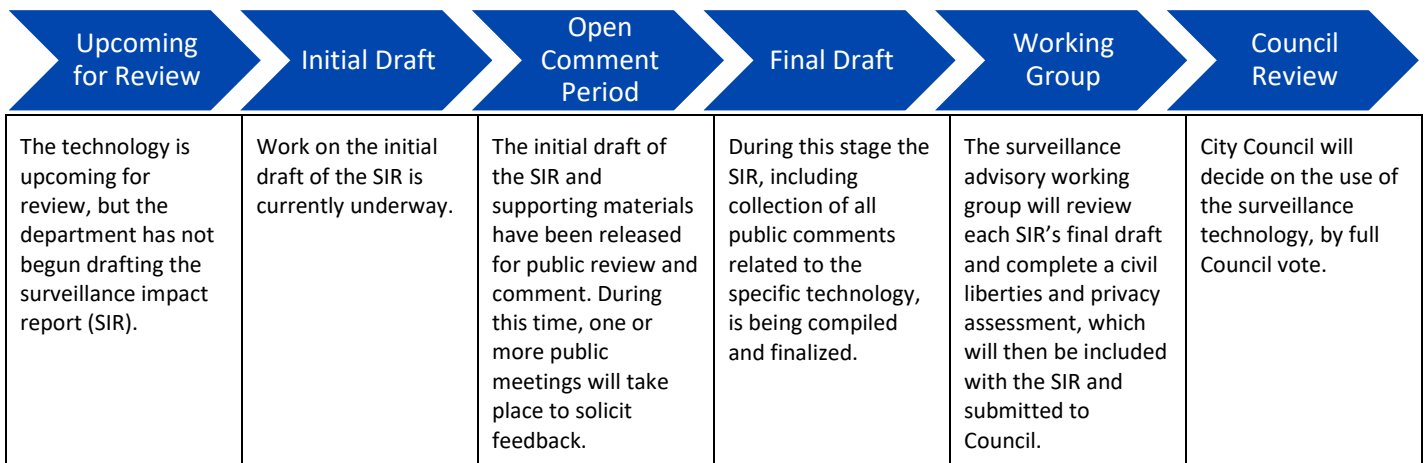 Upcoming
for Review
Initial Draft
Open
Comment
Period
Final Draft
Working
Group
Council
Review
The technology is
upcoming for
review, but the
department has not
begun drafting the
surveillance impact
report (SIR).
Work on the initial
draft of the SIR is
currently underway.
The initial draft of
the SIR and
supporting materials
have been released
for public review and
comment. During
this time, one or
more public
meetings will take
place to solicit
feedback.
During this stage the
SIR, including
collection of all
public comments
related to the
specific technology,
is being compiled
and finalized.
The surveillance
advisory working
group will review
each SIR’s final draft
and complete a civil
liberties and privacy
assessment, which
will then be included
with the SIR and
submitted to
Council.
City Council will
decide on the use of
the surveillance
technology, by full
Council vote.